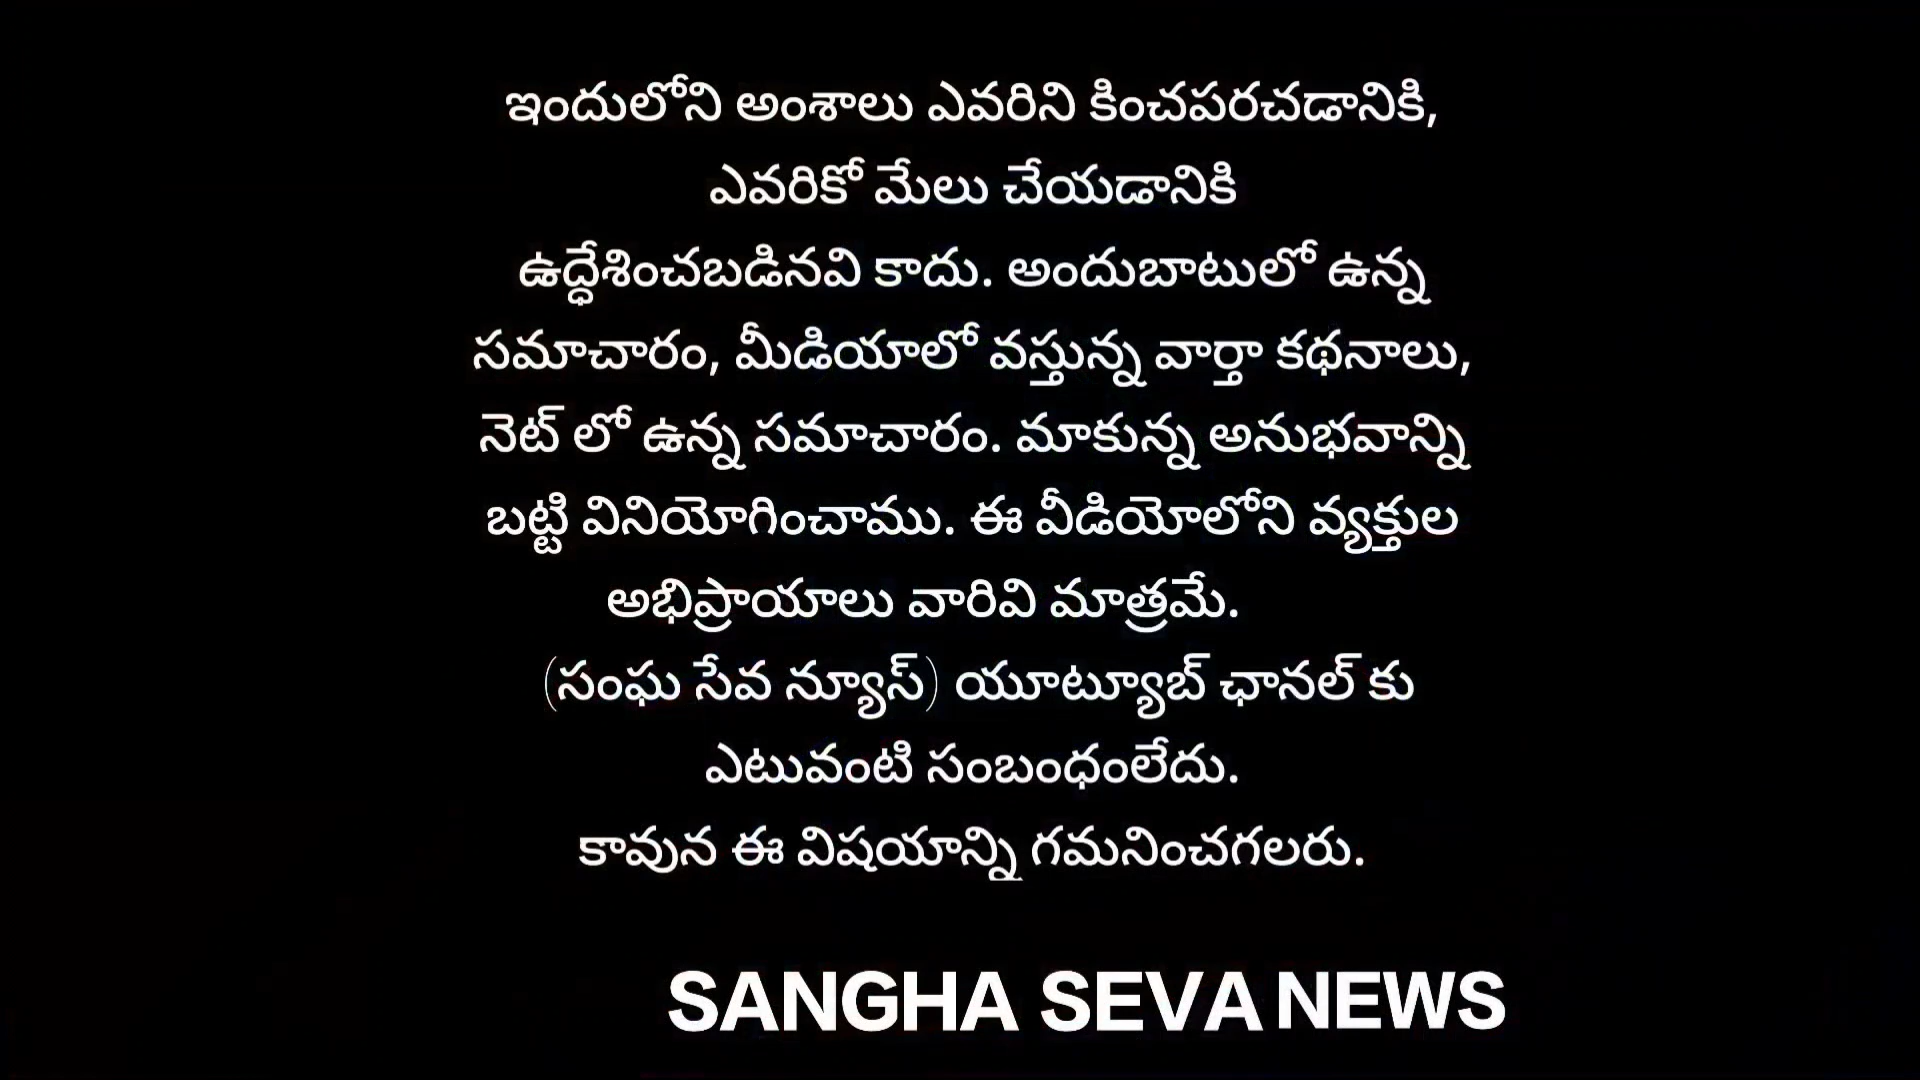 ఇందులోని అంశాలు ఎవరిని కించపరచడానికి,
ఎవరికో మేలు చేయడానికి
ఉద్ధేశించబడినవి కాదు. అందుబాటులో ఉన్న
సమాచారం, మీడియాలో వస్తున్న వార్తా కథనాలు,
నెట్ లో ఉన్న సమాచారం. మాకున్న అనుభవాన్ని
బట్టి వినియోగించాము. ఈ వీడియోలోని వ్యక్తుల
అభిప్రాయాలు వారివి మాత్రమే.
(సంఘ సేవ న్యూస్) యూట్యూబ్ ఛానల్ కు
ఎటువంటి సంబంధంలేదు.
కావున ఈ విషయాన్ని గమనించగలరు.
SANGHA SEVA NEWS